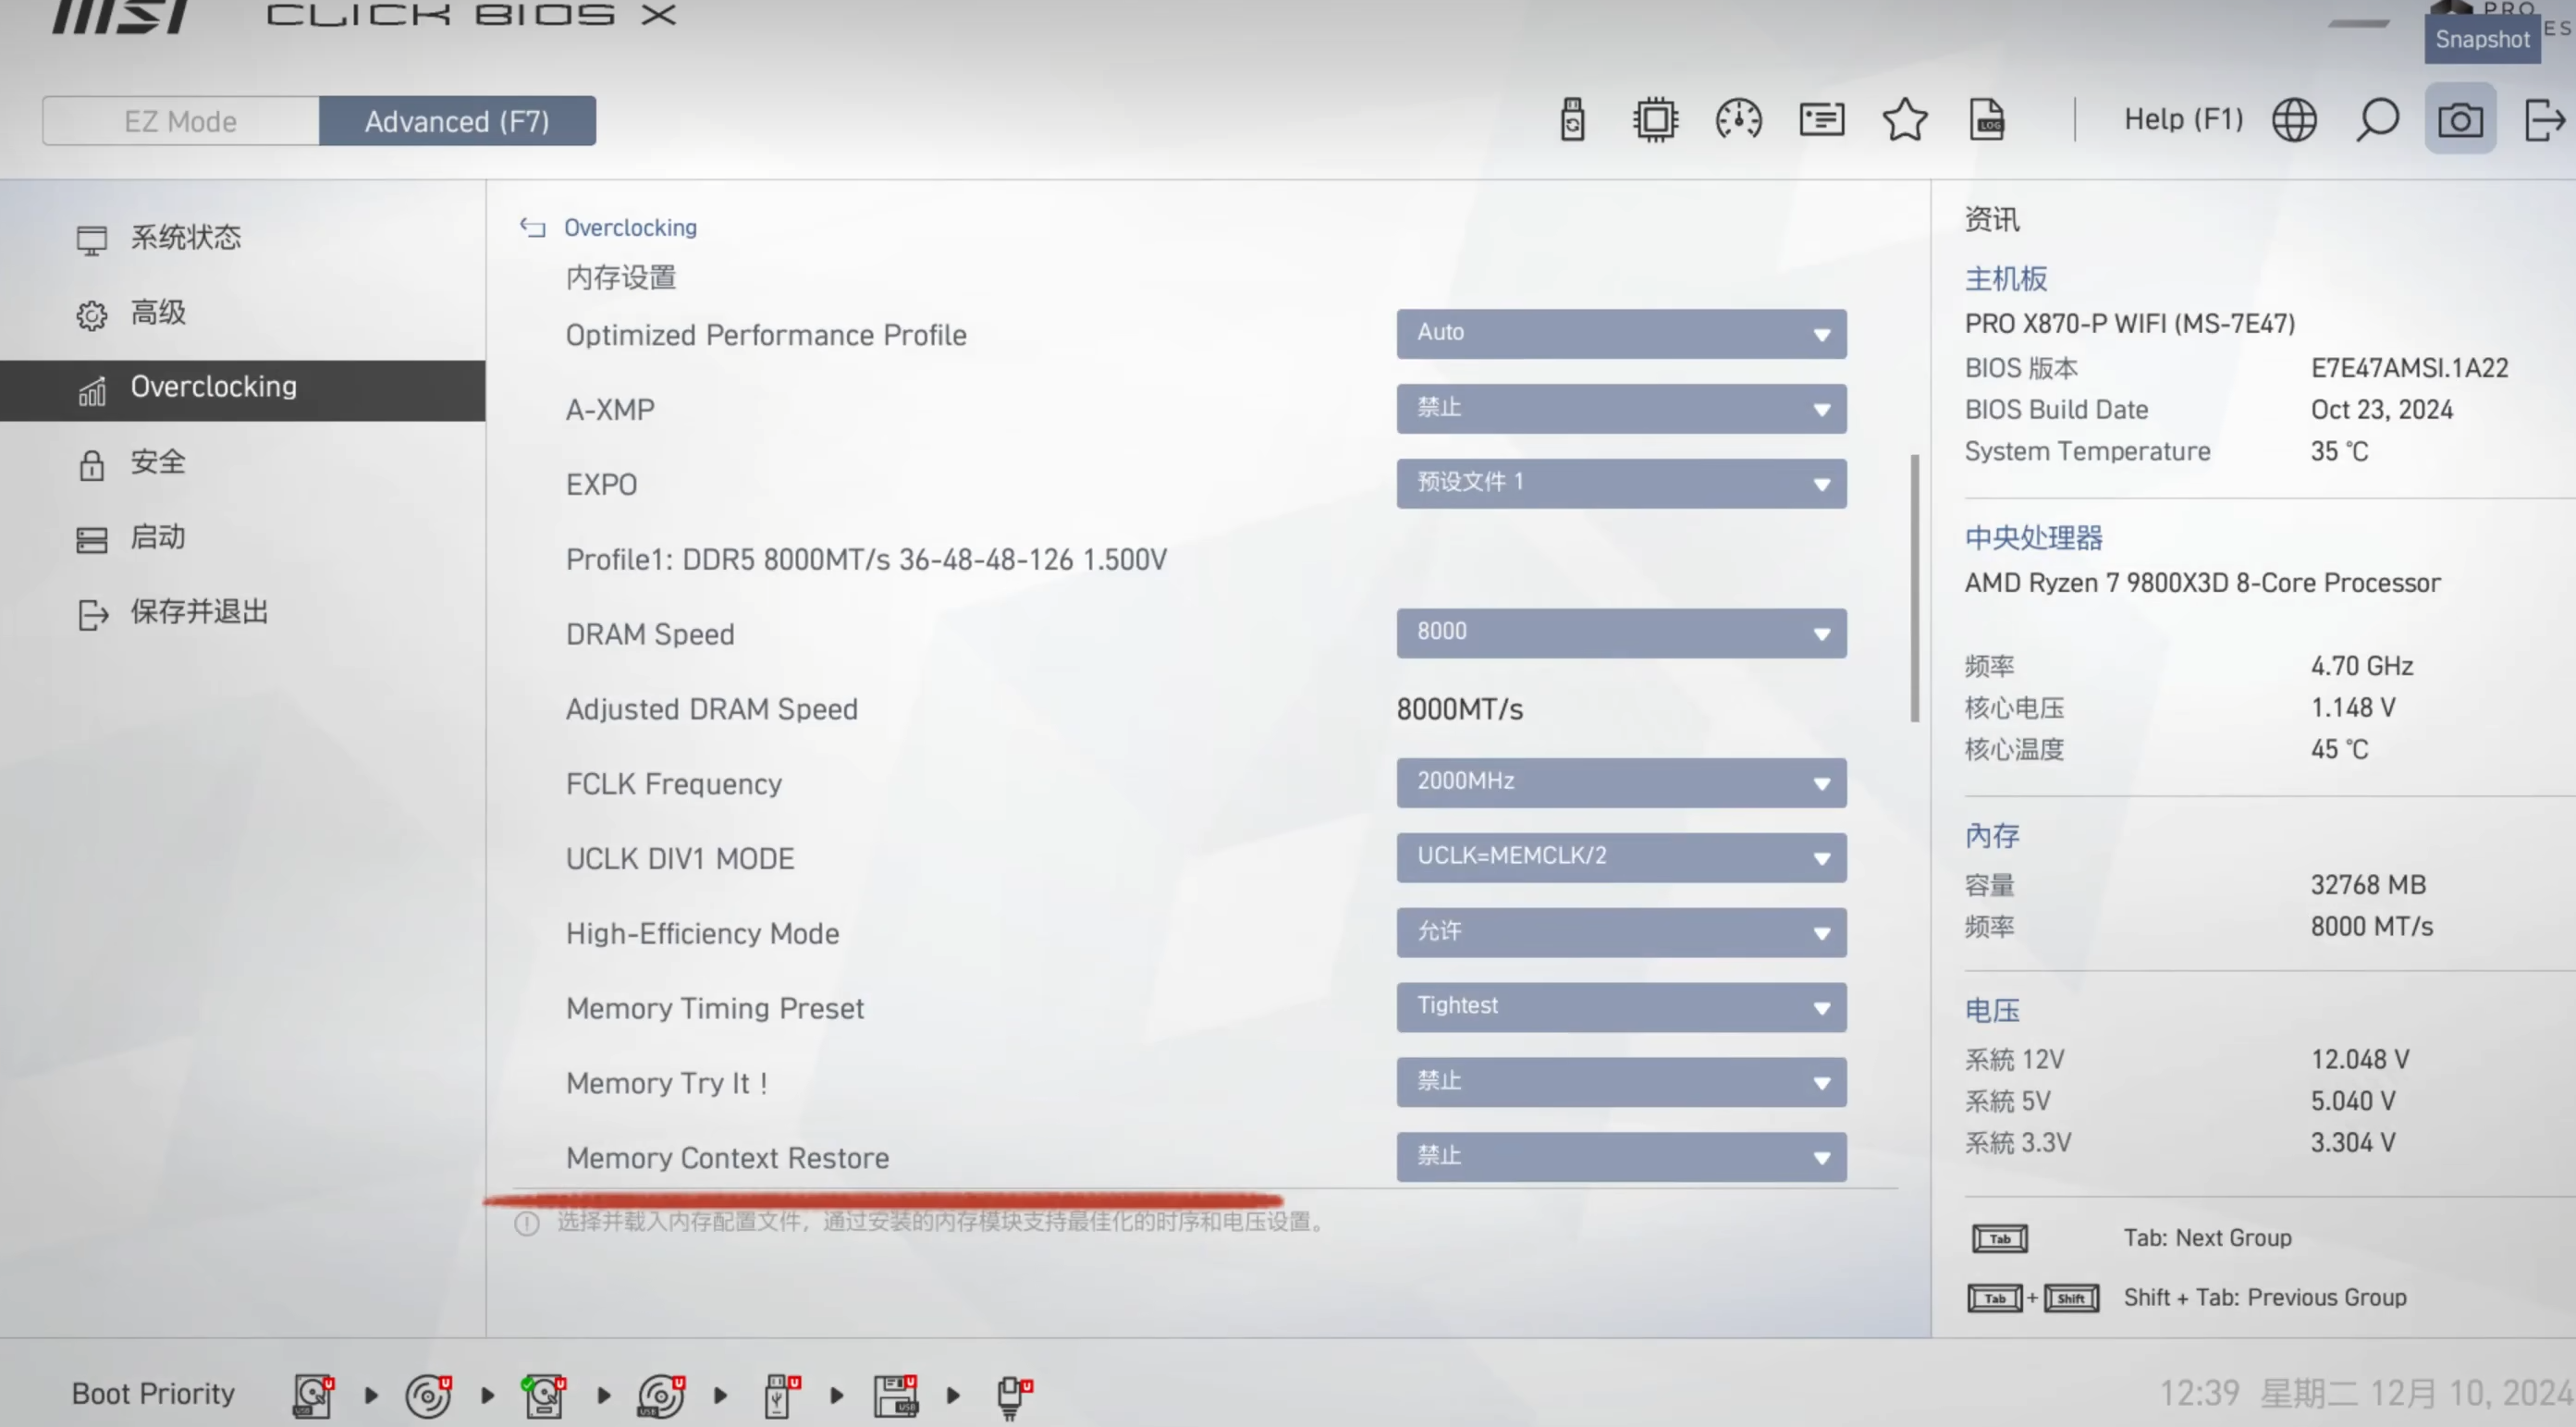 msi CLICK BIOS X
PRO
ES
Snapshot
EZ Mode Advanced (F7)
LOG Help (F1)
系统状态
高级
Overclocking
安全
启动
保存并退出
Overclocking
内存设置
Optimized Performance Profile Auto
A-XMP 禁止
EXPO 预设文件 1
Profile1: DDR5 8000MT/s 36-48-48-126 1.500V
DRAM Speed 8000
Adjusted DRAM Speed 8000MT/s
FCLK Frequency 2000MHz
UCLK DIV1 MODE UCLK=MEMCLK/2
High-Efficiency Mode 允许
Memory Timing Preset Tightest
Memory Try It ! 禁止
Memory Context Restore 禁止
选择并载入内存配置文件，通过安装的内存模块支持最佳化的时序和电压设置。
资讯
主机板
PRO X870-P WIFI (MS-7E47)
BIOS 版本 E7E47AMSI.1A22
BIOS Build Date Oct 23, 2024
System Temperature 35 ℃
中央处理器
AMD Ryzen 7 9800X3D 8-Core Processor
频率 4.70 GHz
核心电压 1.148 V
核心温度 45 ℃
內存
容量 32768 MB
频率 8000 MT/s
电压
系統 12V 12.048 V
系統 5V 5.040 V
系統 3.3V 3.304 V
Tab Tab: Next Group
Tab + Shift Shift + Tab: Previous Group
Boot Priority USB U U U USB U U USB U U
12:39 星期二 12月 10, 2024